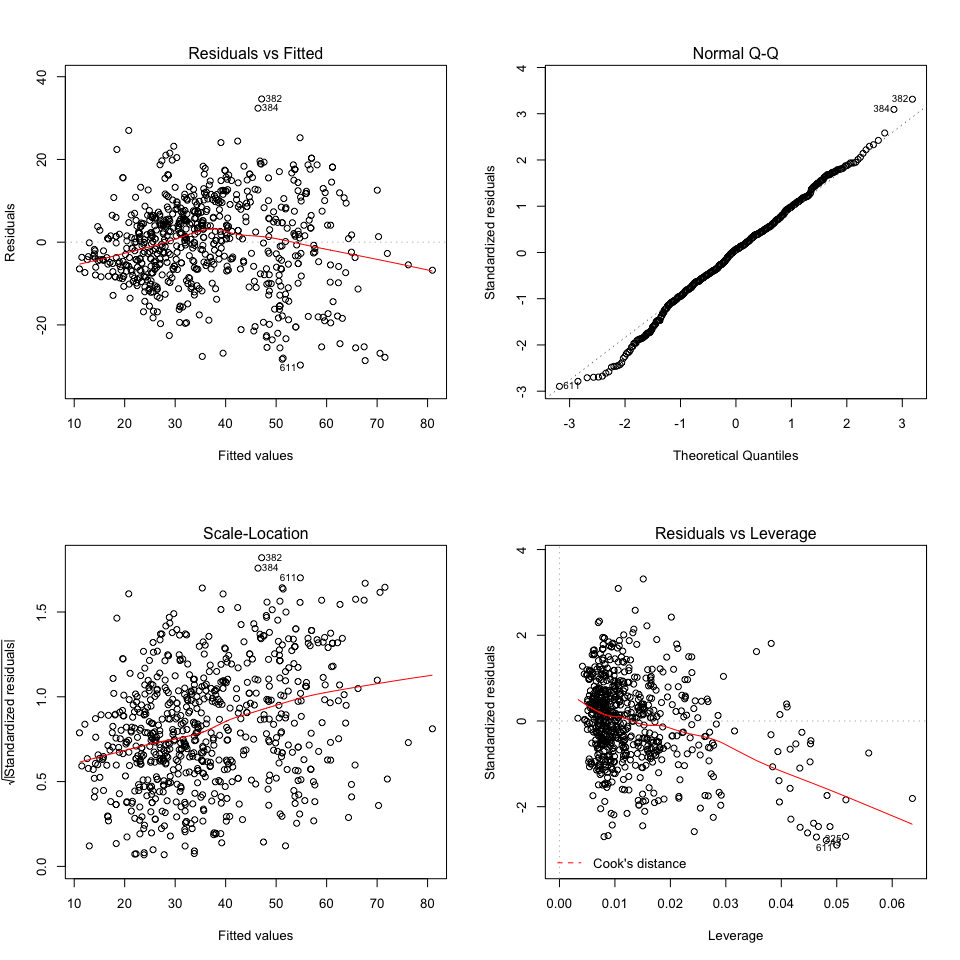 Residuals vs Fitted
Residuals
40
20
0
-20
382
384
611
10 20 30 40 50 60 70 80
Fitted values
Normal Q-Q
Standardized residuals
4
3
2
1
0
-1
-2
-3
382
384
611
-3 -2 -1 0 1 2 3
Theoretical Quantiles
Scale-Location
√|Standardized residuals|
1.5
1.0
0.5
0.0
382
384
611
10 20 30 40 50 60 70 80
Fitted values
Residuals vs Leverage
Standardized residuals
4
2
0
-2
325
611
Cook's distance
0.00 0.01 0.02 0.03 0.04 0.05 0.06
Leverage